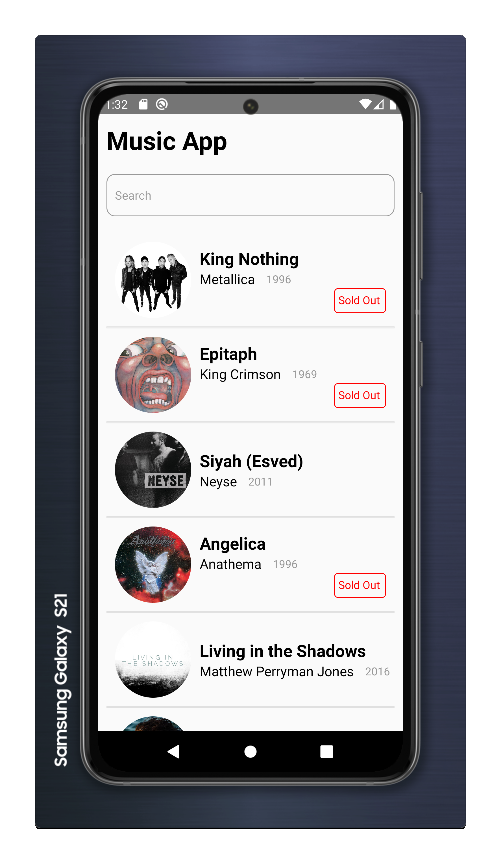 1:32
Music App
Search
King Nothing
Metallica 1996
Sold Out
Epitaph
King Crimson 1969
Sold Out
NEYSE
Siyah (Esved)
Neyse 2011
Anathema
Angelica
Anathema 1996
Sold Out
LIVING IN
THE SHADOWS
Living in the Shadows
Matthew Perryman Jones 2016
Samsung Galaxy S21